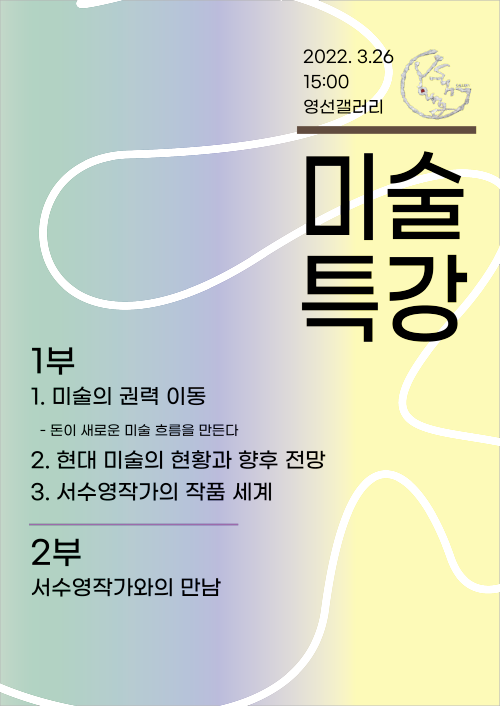 2022. 3.26
15:00
영선갤러리
미술
특강
1부
1. 미술의 권력 이동
- 돈이 새로운 미술 흐름을 만든다
2. 현대 미술의 현황과 향후 전망
3. 서수영작가의 작품 세계
2부
서수영작가와의 만남